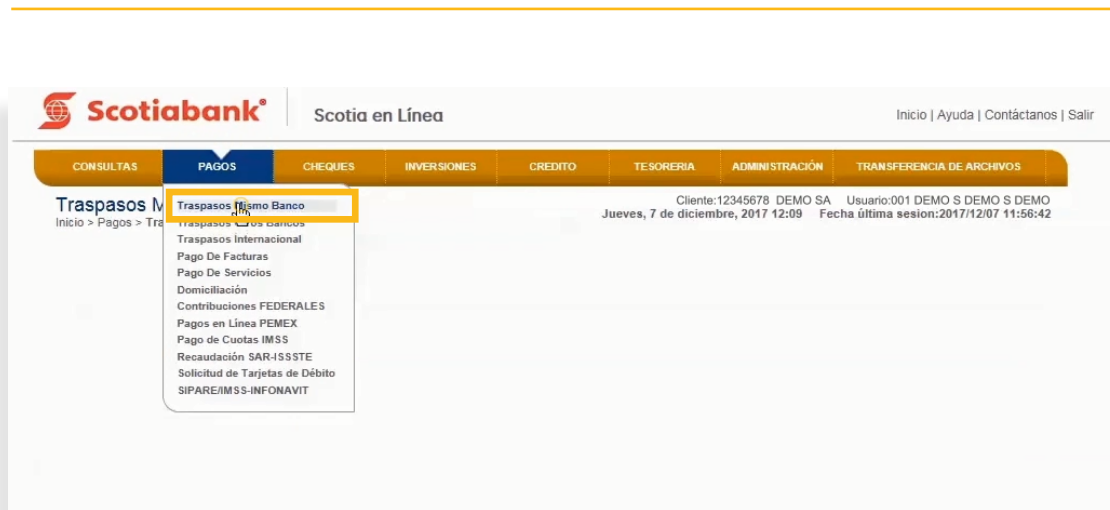 Scotiabank®
Scotia en Línea
Inicio | Ayuda | Contáctanos | Salir
CONSULTAS PAGOS CHEQUES INVERSIONES CREDITO TESORERIA ADMINISTRACIÓN TRANSFERENCIA DE ARCHIVOS
Traspasos M
Inicio > Pagos > Tra
Cliente:12345678 DEMO SA Usuario:001 DEMO S DEMO S DEMO
Jueves, 7 de diciembre, 2017 12:09 Fecha última sesion:2017/12/07 11:56:42
Traspasos Mismo Banco
Traspasos Otros Bancos
Traspasos Internacional
Pago De Facturas
Pago De Servicios
Domiciliación
Contribuciones FEDERALES
Pagos en Línea PEMEX
Pago de Cuotas IMSS
Recaudación SAR-ISSSTE
Solicitud de Tarjetas de Débito
SIPARE/IMSS-INFONAVIT